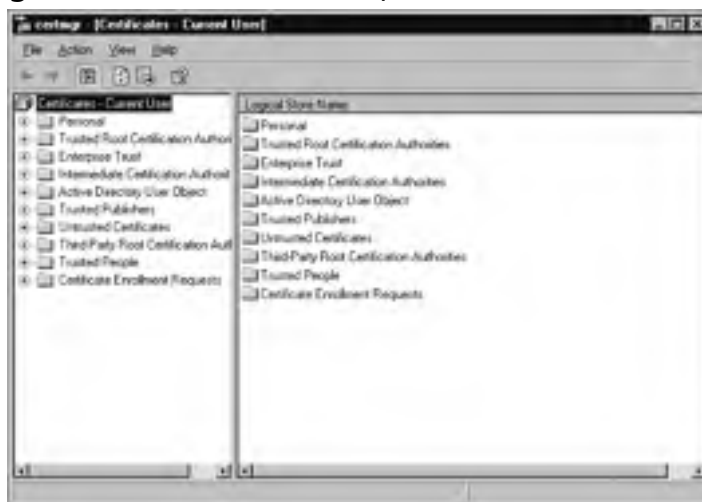 certmgr - [Certificates - Current User]
File Action View Help
Certificates - Current User
Personal
Trusted Root Certification Authori
Enterprise Trust
Intermediate Certification Authorit
Active Directory User Object
Trusted Publishers
Untrusted Certificates
Third-Party Root Certification Auth
Trusted People
Certificate Enrollment Requests
Logical Store Name
Personal
Trusted Root Certification Authorities
Enterprise Trust
Intermediate Certification Authorities
Active Directory User Object
Trusted Publishers
Untrusted Certificates
Third-Party Root Certification Authorities
Trusted People
Certificate Enrollment Requests